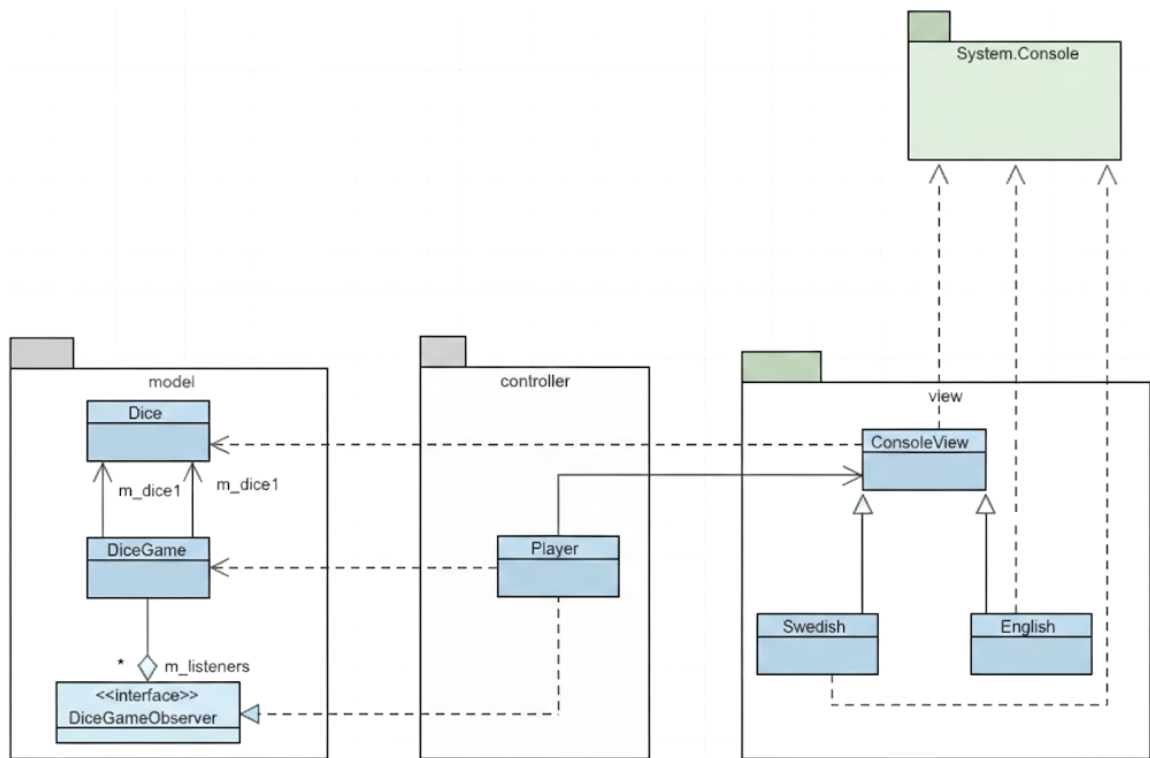 System.Console
model
controller
view
Dice
ConsoleView
m_dice1
m_dice1
DiceGame
Player
Swedish
English
*
m_listeners
<<interface>>
DiceGameObserver